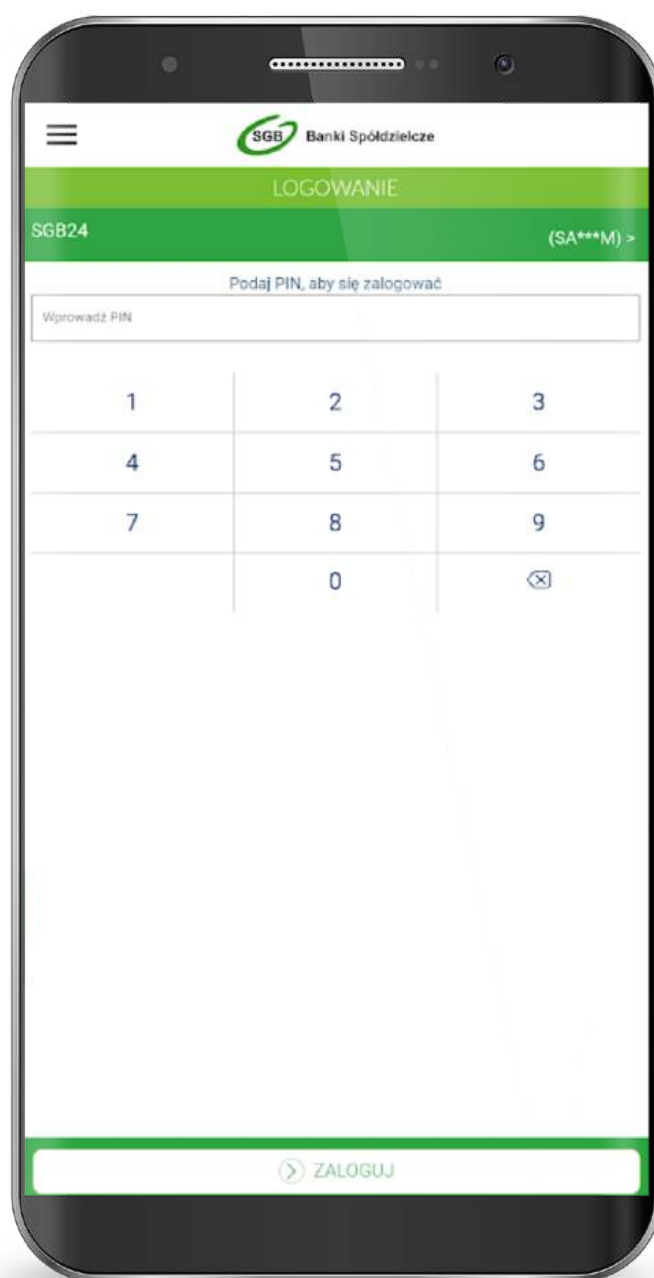 SGB Banki Spółdzielcze
LOGOWANIE
SGB24
(SA***M) >
Podaj PIN, aby się zalogować
Wprowadź PIN
1 2 3
4 5 6
7 8 9
0
ZALOGUJ